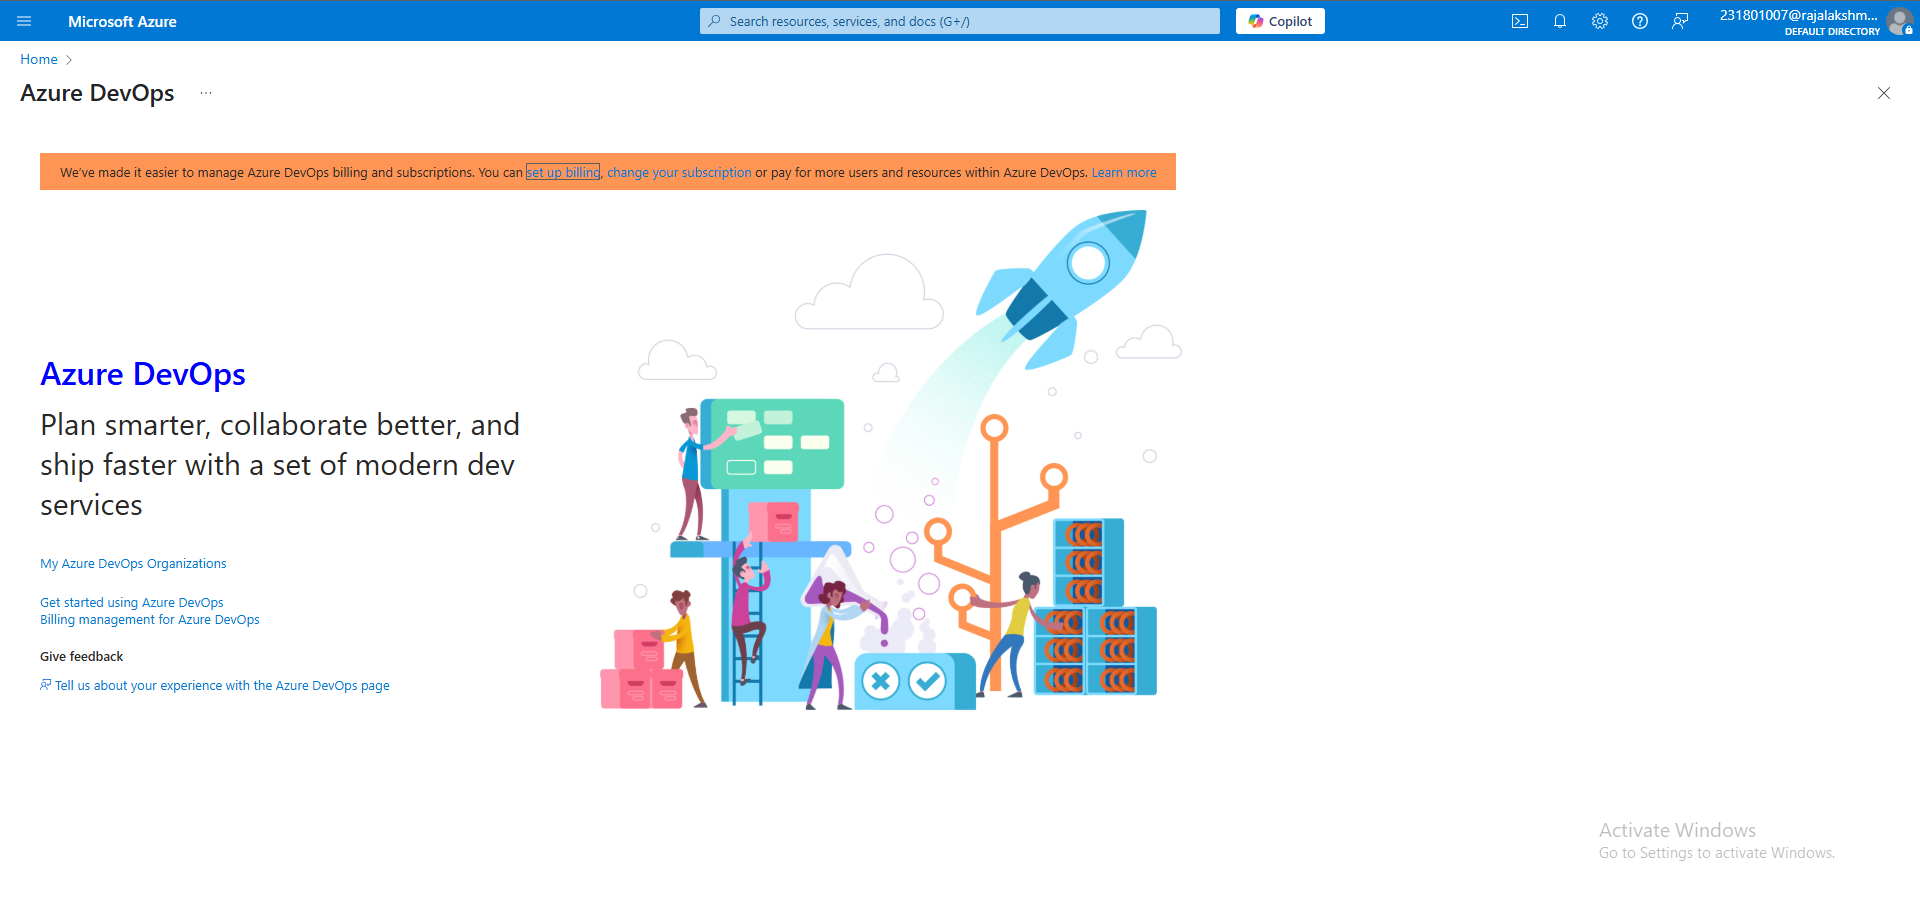 Microsoft Azure
Search resources, services, and docs (G+/)
Copilot
231801007@rajalakshm...
DEFAULT DIRECTORY
Home
Azure DevOps
We've made it easier to manage Azure DevOps billing and subscriptions. You can set up billing, change your subscription or pay for more users and resources within Azure DevOps. Learn more
Azure DevOps
Plan smarter, collaborate better, and
ship faster with a set of modern dev
services
My Azure DevOps Organizations
Get started using Azure DevOps
Billing management for Azure DevOps
Give feedback
Tell us about your experience with the Azure DevOps page
Activate Windows
Go to Settings to activate Windows.